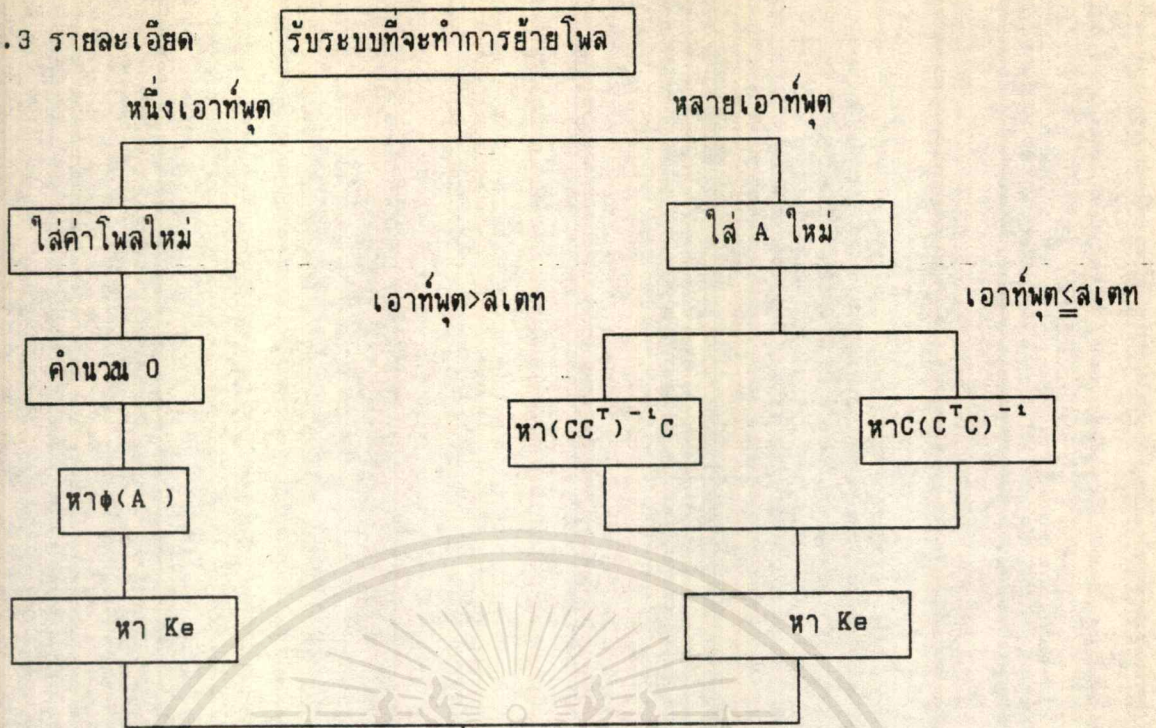 .3 รายละเอียด
รับระบบที่จะทำการย้ายโพล
หนึ่งเอาท์พุต
หลายเอาท์พุต
ใส่ค่าโพลใหม่
ใส่ A ใหม่
เอาท์พุต>สเตท
เอาท์พุต≤สเตท
คำนวณ O
หา(CCᵀ)⁻¹C
หาC(CᵀC)⁻¹
หาφ(A )
หา Ke
หา Ke